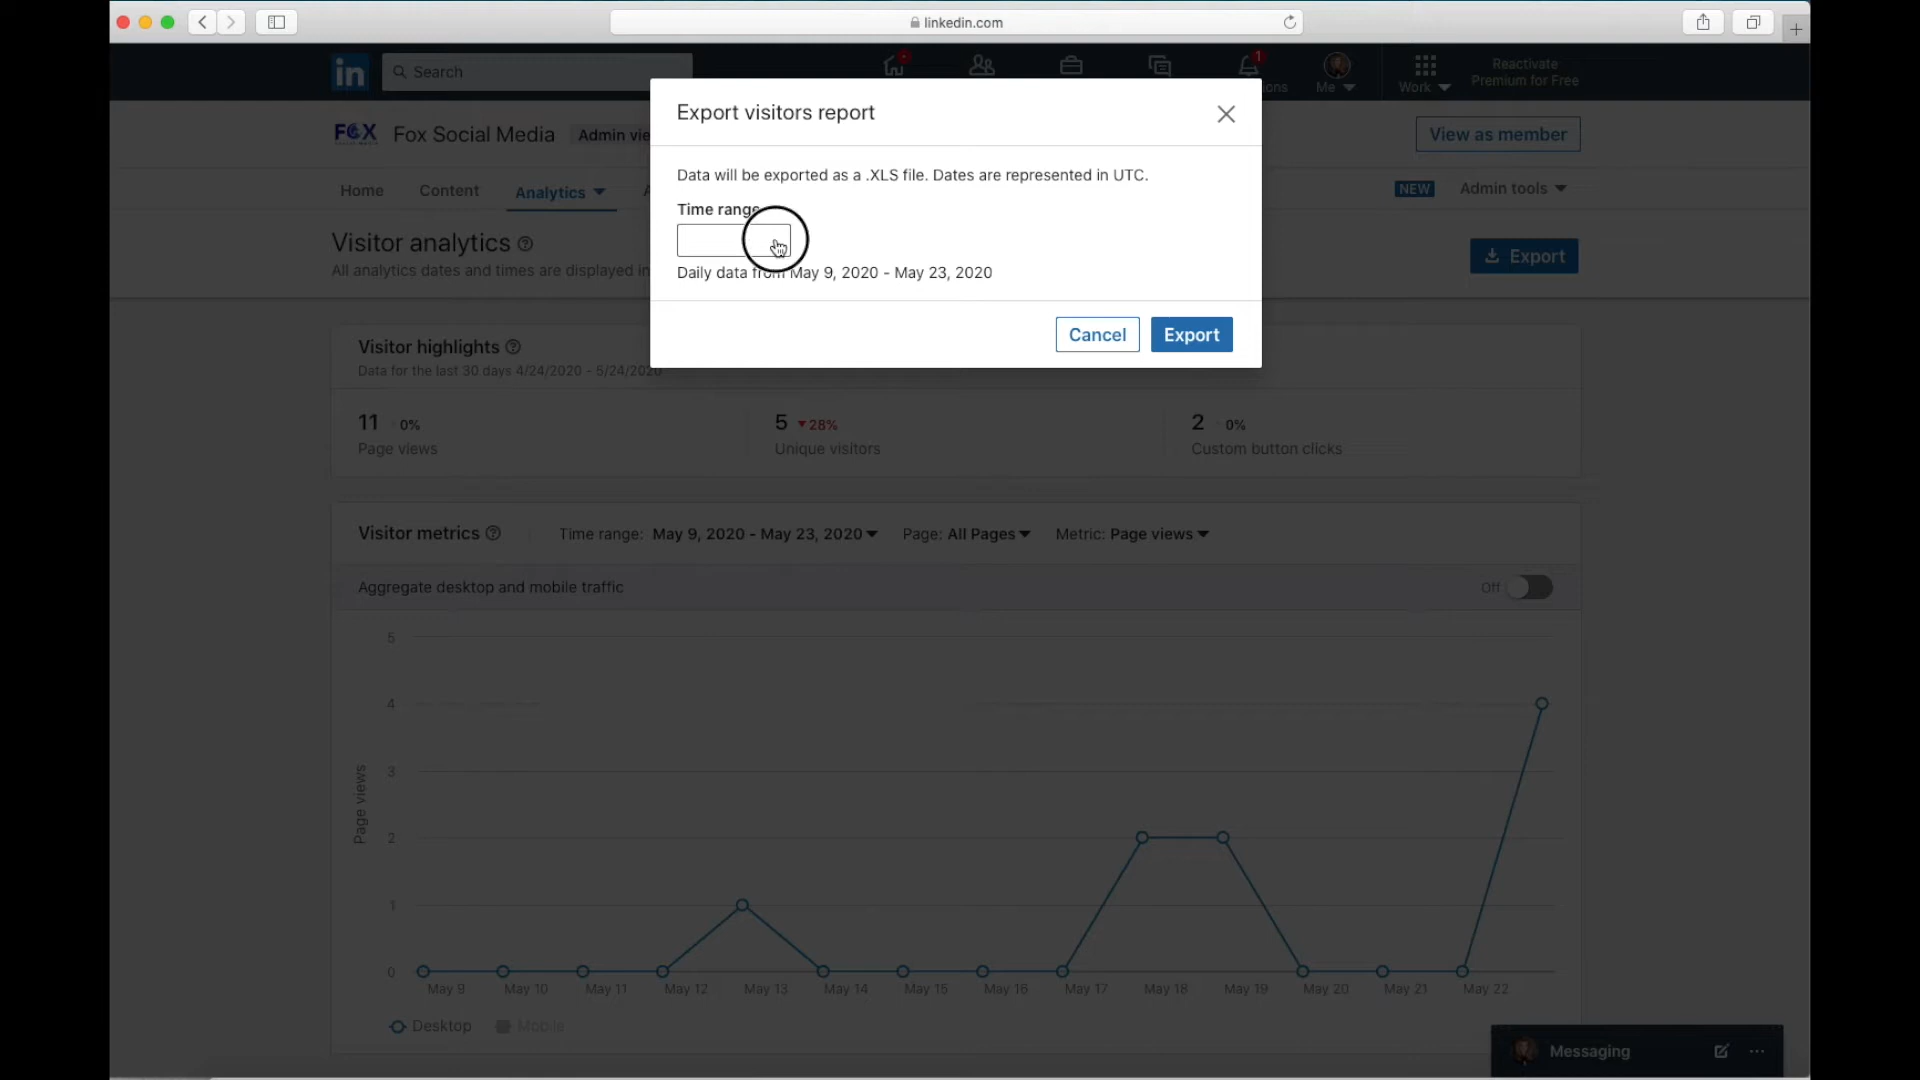 linkedin.com
in
Search
1
ons
Me
Work
Reactivate
Premium for Free
Export visitors report
FOX
Fox Social Media
Admin vie
View as member
Data will be exported as a .XLS file. Dates are represented in UTC.
Home
Content
Analytics
NEW
Admin tools
Time range
Visitor analytics
Export
All analytics dates and times are displayed in
Daily data from May 9, 2020 - May 23, 2020
Cancel
Export
Visitor highlights
Data for the last 30 days 4/24/2020 - 5/24/2020
11 0%
Page views
5 28%
Unique visitors
2 0%
Custom button clicks
Visitor metrics
Time range: May 9, 2020 - May 23, 2020
Page: All Pages
Metric: Page views
Aggregate desktop and mobile traffic
Off
5
4
3
2
1
0
Page views
May 9
May 10
May 11
May 12
May 13
May 14
May 15
May 16
May 17
May 18
May 19
May 20
May 21
May 22
Desktop
Mobile
Messaging